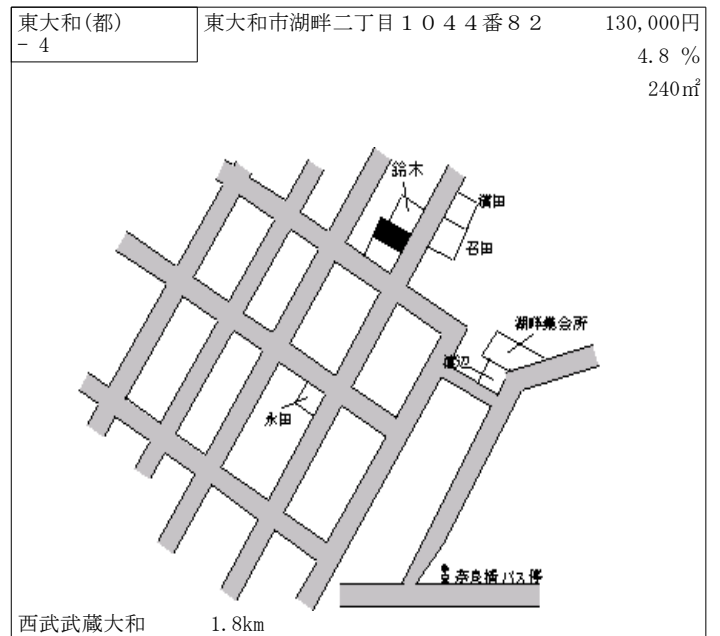 東大和(都)
- 4
東大和市湖畔二丁目１０４４番８２
130,000円
4.8 %
240㎡
鈴木
濱田
召田
湖畔集会所
渡辺
永田
奈良橋バス停
西武武蔵大和 1.8km